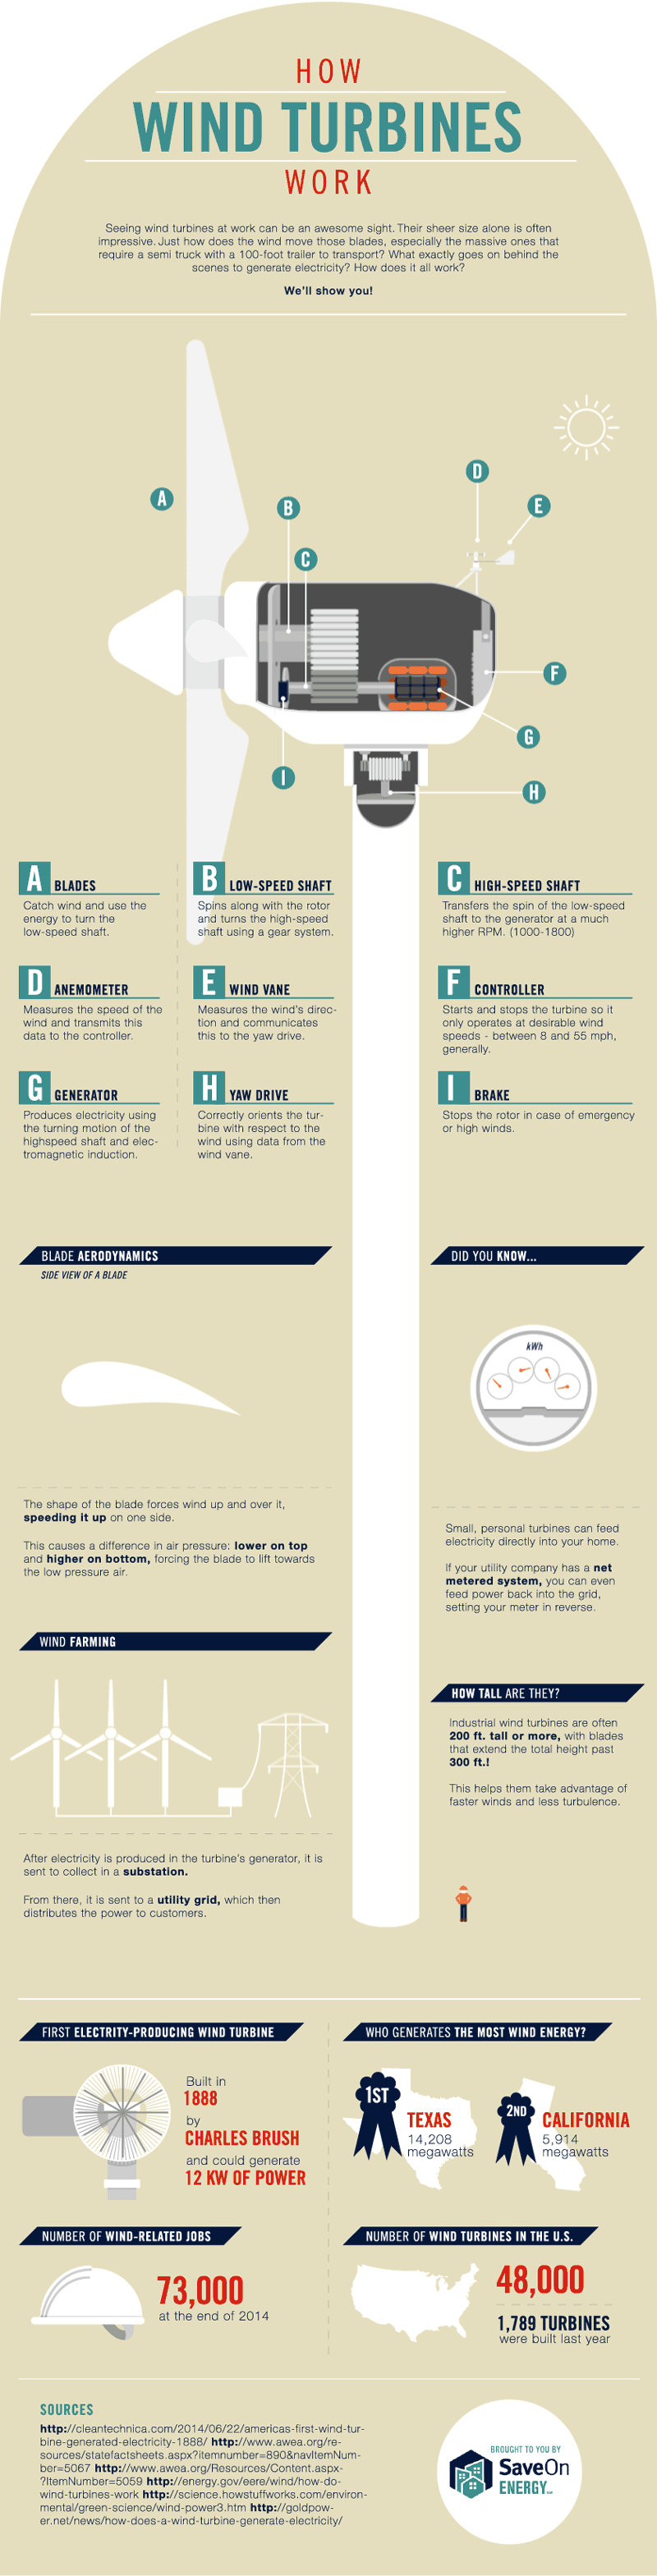 HOW
WIND TURBINES
WORK
Seeing wind turbines at work can be an awesome sight. Their sheer size alone is often
impressive. Just how does the wind move those blades, especially the massive ones that
require a semi truck with a 100-foot trailer to transport? What exactly goes on behind the
scenes to generate electricity? How does it all work?
We'll show you!
A
B
C
D
E
F
G
H
I
A BLADES
Catch wind and use the
energy to turn the
low-speed shaft.
B LOW-SPEED SHAFT
Spins along with the rotor
and turns the high-speed
shaft using a gear system.
C HIGH-SPEED SHAFT
Transfers the spin of the low-speed
shaft to the generator at a much
higher RPM. (1000-1800)
D ANEMOMETER
Measures the speed of the
wind and transmits this
data to the controller.
E WIND VANE
Measures the wind's direc-
tion and communicates
this to the yaw drive.
F CONTROLLER
Starts and stops the turbine so it
only operates at desirable wind
speeds - between 8 and 55 mph,
generally.
G GENERATOR
Produces electricity using
the turning motion of the
highspeed shaft and elec-
tromagnetic induction.
H YAW DRIVE
Correctly orients the tur-
bine with respect to the
wind using data from the
wind vane.
I BRAKE
Stops the rotor in case of emergency
or high winds.
BLADE AERODYNAMICS
SIDE VIEW OF A BLADE
The shape of the blade forces wind up and over it,
speeding it up on one side.
This causes a difference in air pressure: lower on top
and higher on bottom, forcing the blade to lift towards
the low pressure air.
DID YOU KNOW...
kWh
Small, personal turbines can feed
electricity directly into your home.
If your utility company has a net
metered system, you can even
feed power back into the grid,
setting your meter in reverse.
WIND FARMING
After electricity is produced in the turbine's generator, it is
sent to collect in a substation.
From there, it is sent to a utility grid, which then
distributes the power to customers.
HOW TALL ARE THEY?
Industrial wind turbines are often
200 ft. tall or more, with blades
that extend the total height past
300 ft.!
This helps them take advantage of
faster winds and less turbulence.
FIRST ELECTRITY-PRODUCING WIND TURBINE
Built in
1888
by
CHARLES BRUSH
and could generate
12 KW OF POWER
WHO GENERATES THE MOST WIND ENERGY?
1ST
TEXAS
14,208
megawatts
2ND
CALIFORNIA
5,914
megawatts
NUMBER OF WIND-RELATED JOBS
73,000
at the end of 2014
NUMBER OF WIND TURBINES IN THE U.S.
48,000
1,789 TURBINES
were built last year
SOURCES
http://cleantechnica.com/2014/06/22/americas-first-wind-tur-
bine-generated-electricity-1888/ http://www.awea.org/re-
sources/statefactsheets.aspx?itemnumber=890&navItemNum-
ber=5067 http://www.awea.org/Resources/Content.aspx-
?ItemNumber=5059 http://energy.gov/eere/wind/how-do-
wind-turbines-work http://science.howstuffworks.com/environ-
mental/green-science/wind-power3.htm http://goldpow-
er.net/news/how-does-a-wind-turbine-generate-electricity/
BROUGHT TO YOU BY
SaveOn
ENERGY